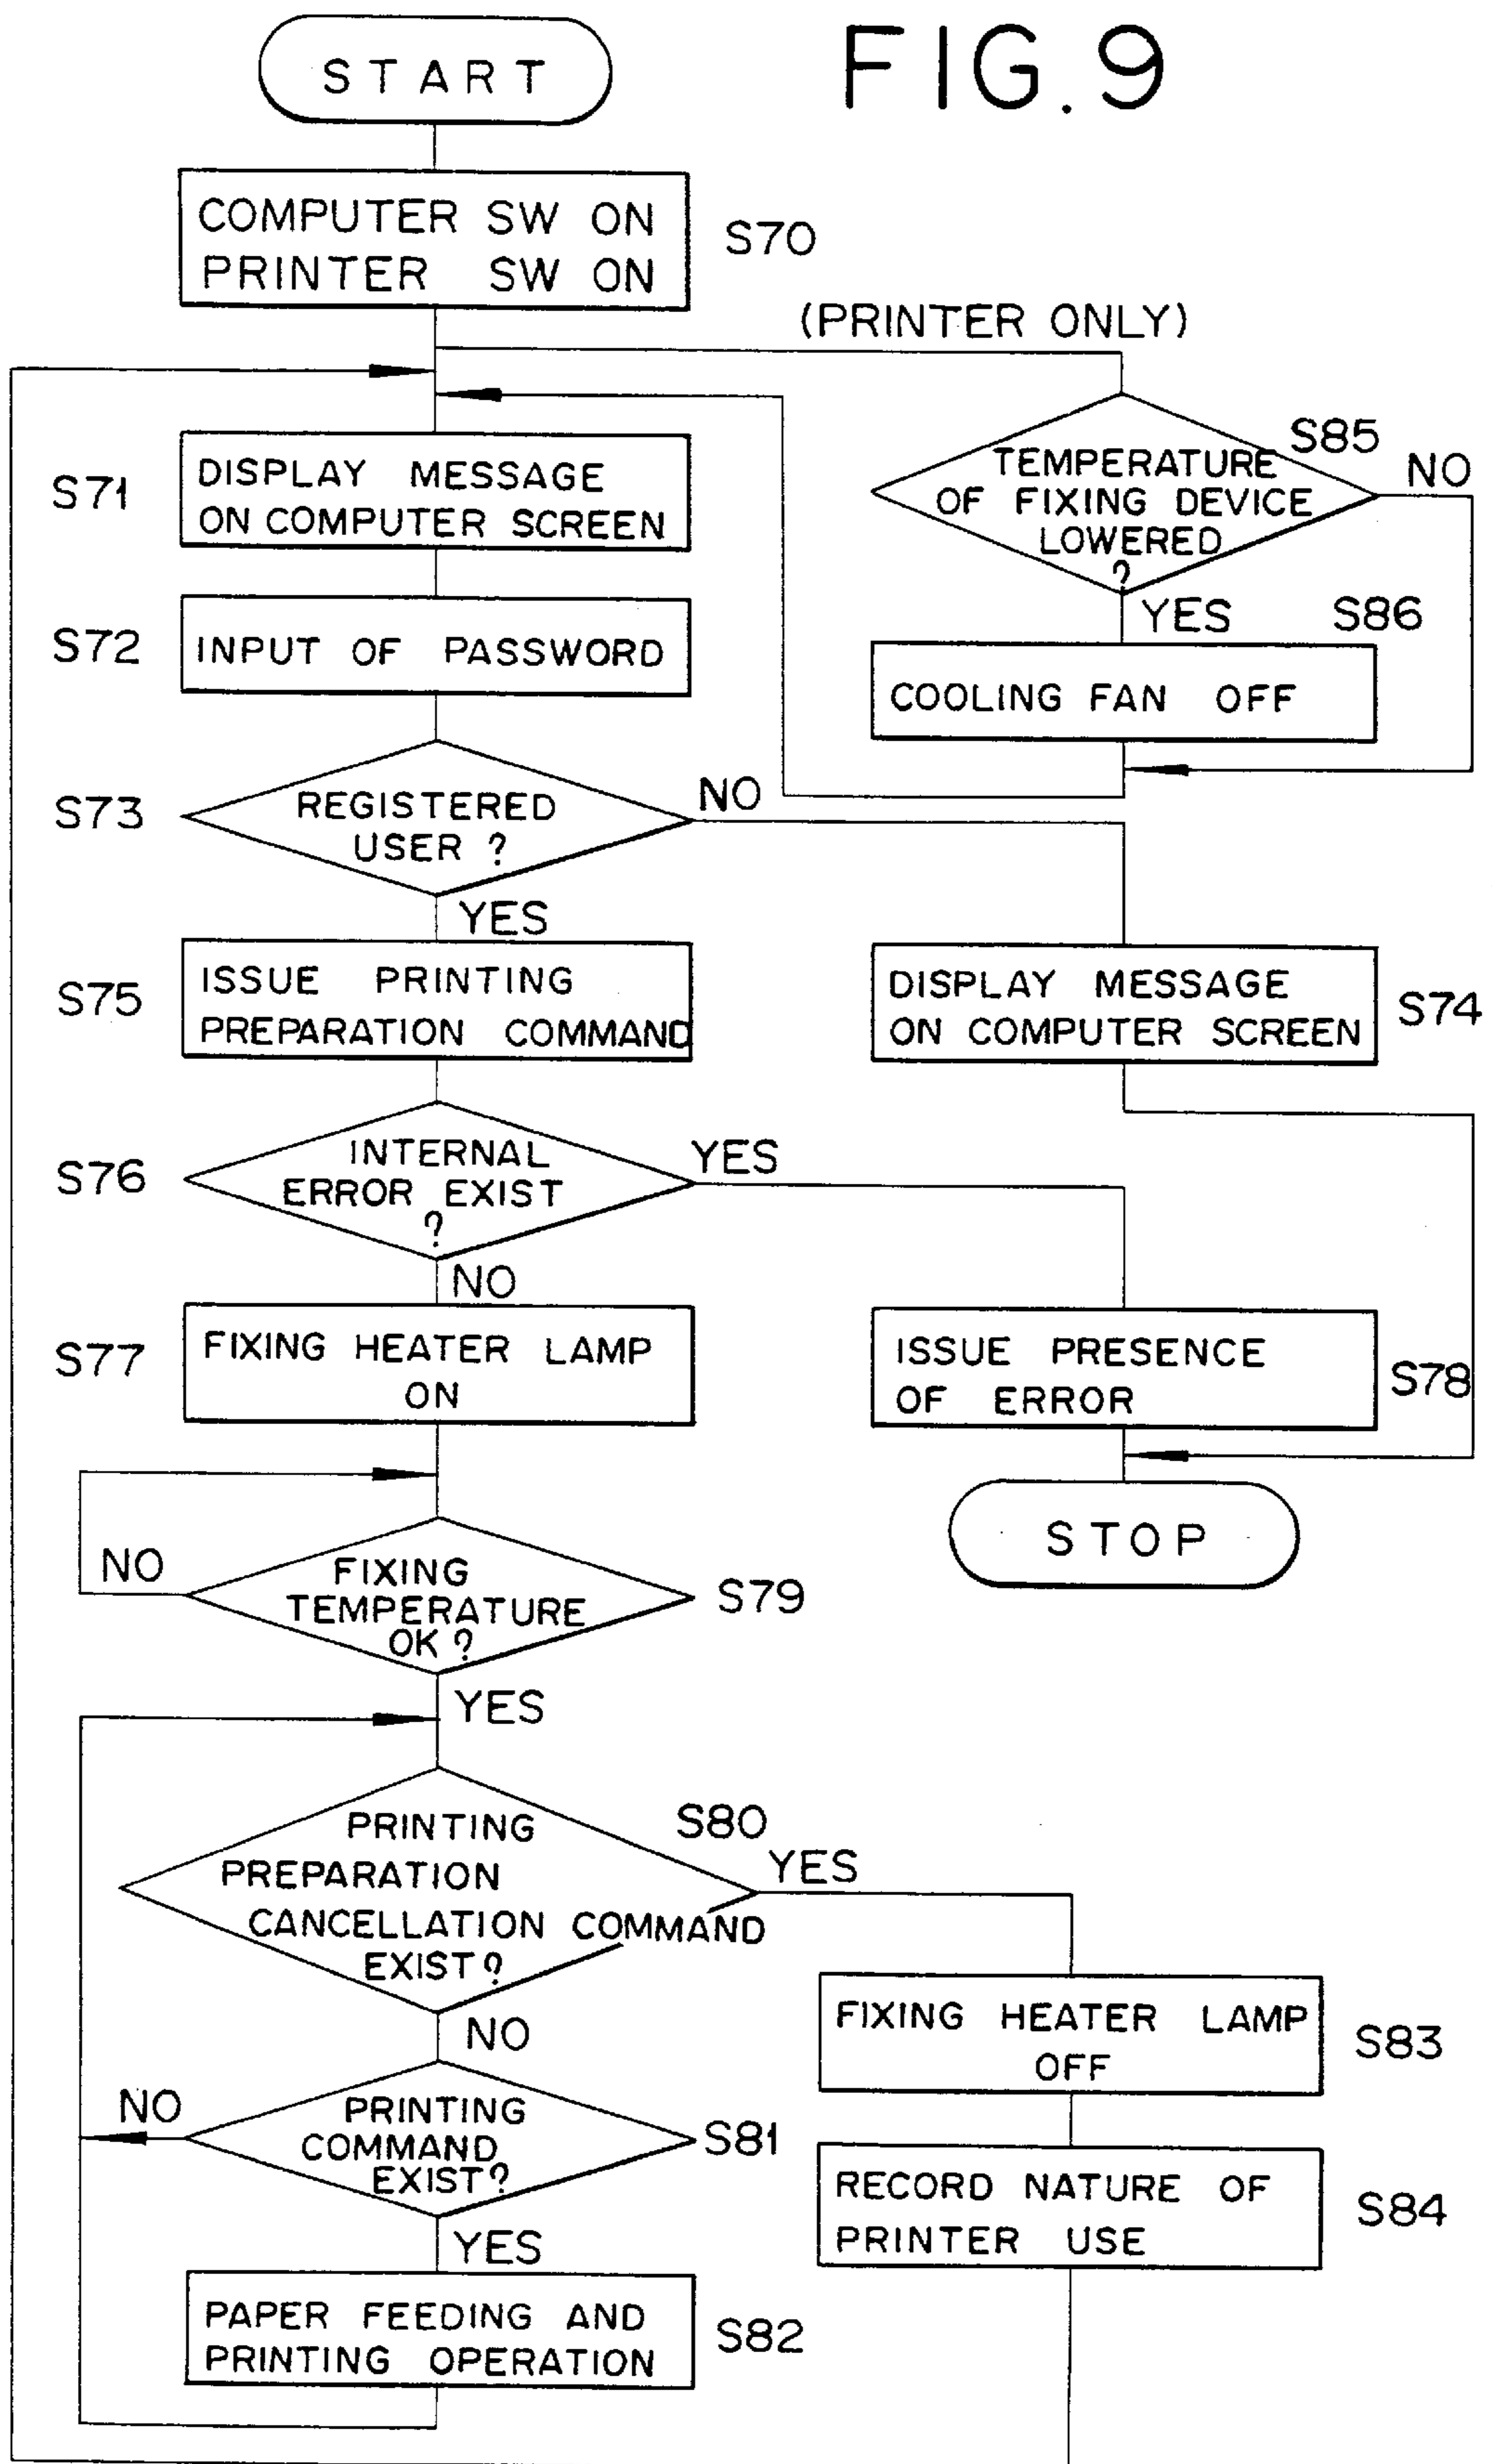 FIG. 9
START
COMPUTER SW ON
PRINTER SW ON
S70
(PRINTER ONLY)
S71
DISPLAY MESSAGE
ON COMPUTER SCREEN
S85
TEMPERATURE
OF FIXING DEVICE
LOWERED
?
NO
YES
S86
COOLING FAN OFF
S72
INPUT OF PASSWORD
S73
REGISTERED
USER ?
NO
YES
S75
ISSUE PRINTING
PREPARATION COMMAND
DISPLAY MESSAGE
ON COMPUTER SCREEN
S74
S76
INTERNAL
ERROR EXIST
?
YES
NO
S77
FIXING HEATER LAMP
ON
ISSUE PRESENCE
OF ERROR
S78
STOP
NO
FIXING
TEMPERATURE
OK ?
S79
YES
PRINTING
PREPARATION
CANCELLATION COMMAND
EXIST ?
S80
YES
NO
FIXING HEATER LAMP
OFF
S83
NO
PRINTING
COMMAND
EXIST ?
S81
YES
RECORD NATURE OF
PRINTER USE
S84
PAPER FEEDING AND
PRINTING OPERATION
S82